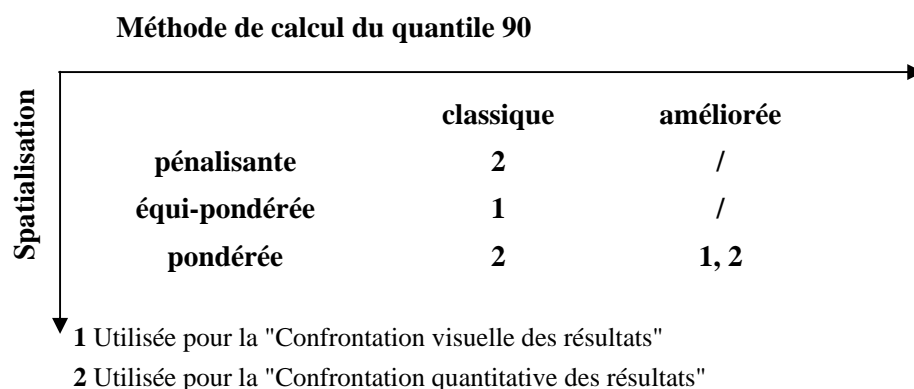 Méthode de calcul du quantile 90
Spatialisation
classique améliorée
pénalisante 2 /
équi-pondérée 1 /
pondérée 2 1, 2
1 Utilisée pour la "Confrontation visuelle des résultats"
2 Utilisée pour la "Confrontation quantitative des résultats"